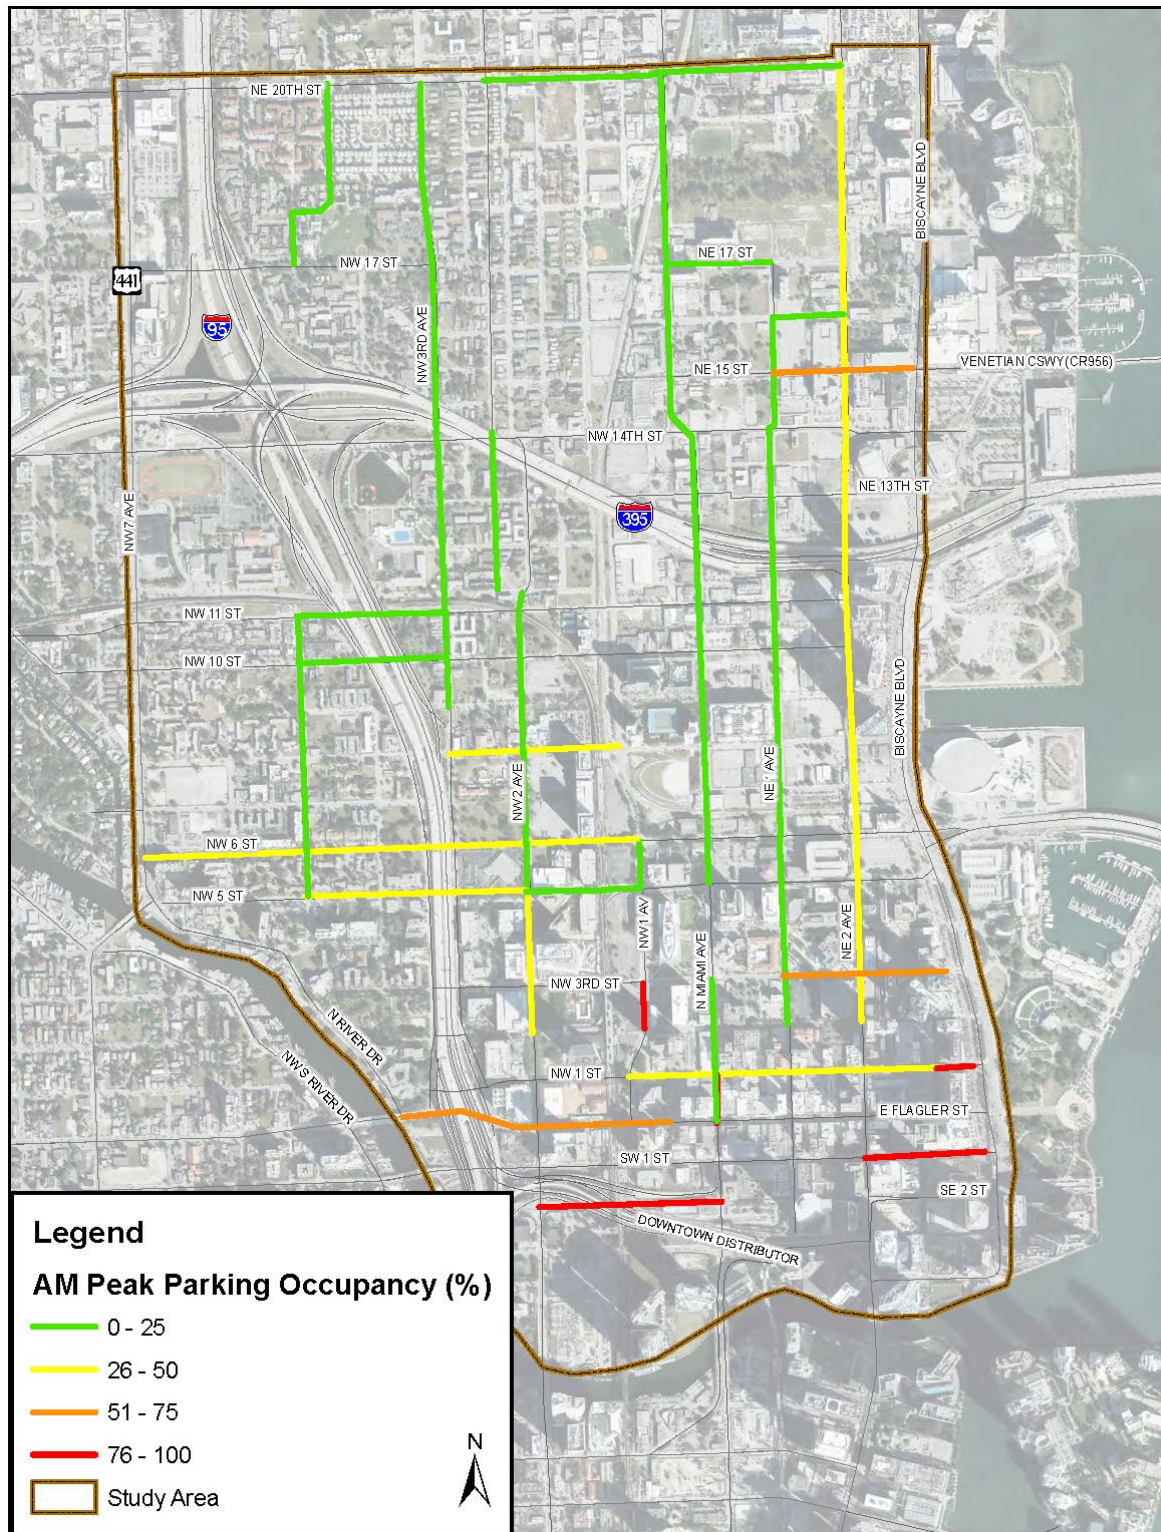 NE 20TH ST
BISCAYNE BLVD
NE 17 ST
NW 17 ST
441
95
NW 3RD AVE
NE 15 ST
VENETIAN CSWY(CR956)
NW 14TH ST
NE 13TH ST
NW 7 AVE
395
NW 11 ST
NW 10 ST
BISCAYNE BLVD
NW 2 AVE
NE 1 AVE
NW 6 ST
NW 5 ST
NW 1 AV
NE 2 AVE
N MIAMI AVE
NW 3RD ST
N RIVER DR
NW S RIVER DR
NW 1 ST
E FLAGLER ST
SW 1 ST
SE 2 ST
DOWNTOWN DISTRIBUTOR
Legend
AM Peak Parking Occupancy (%)
0 - 25
26 - 50
51 - 75
76 - 100
Study Area
N